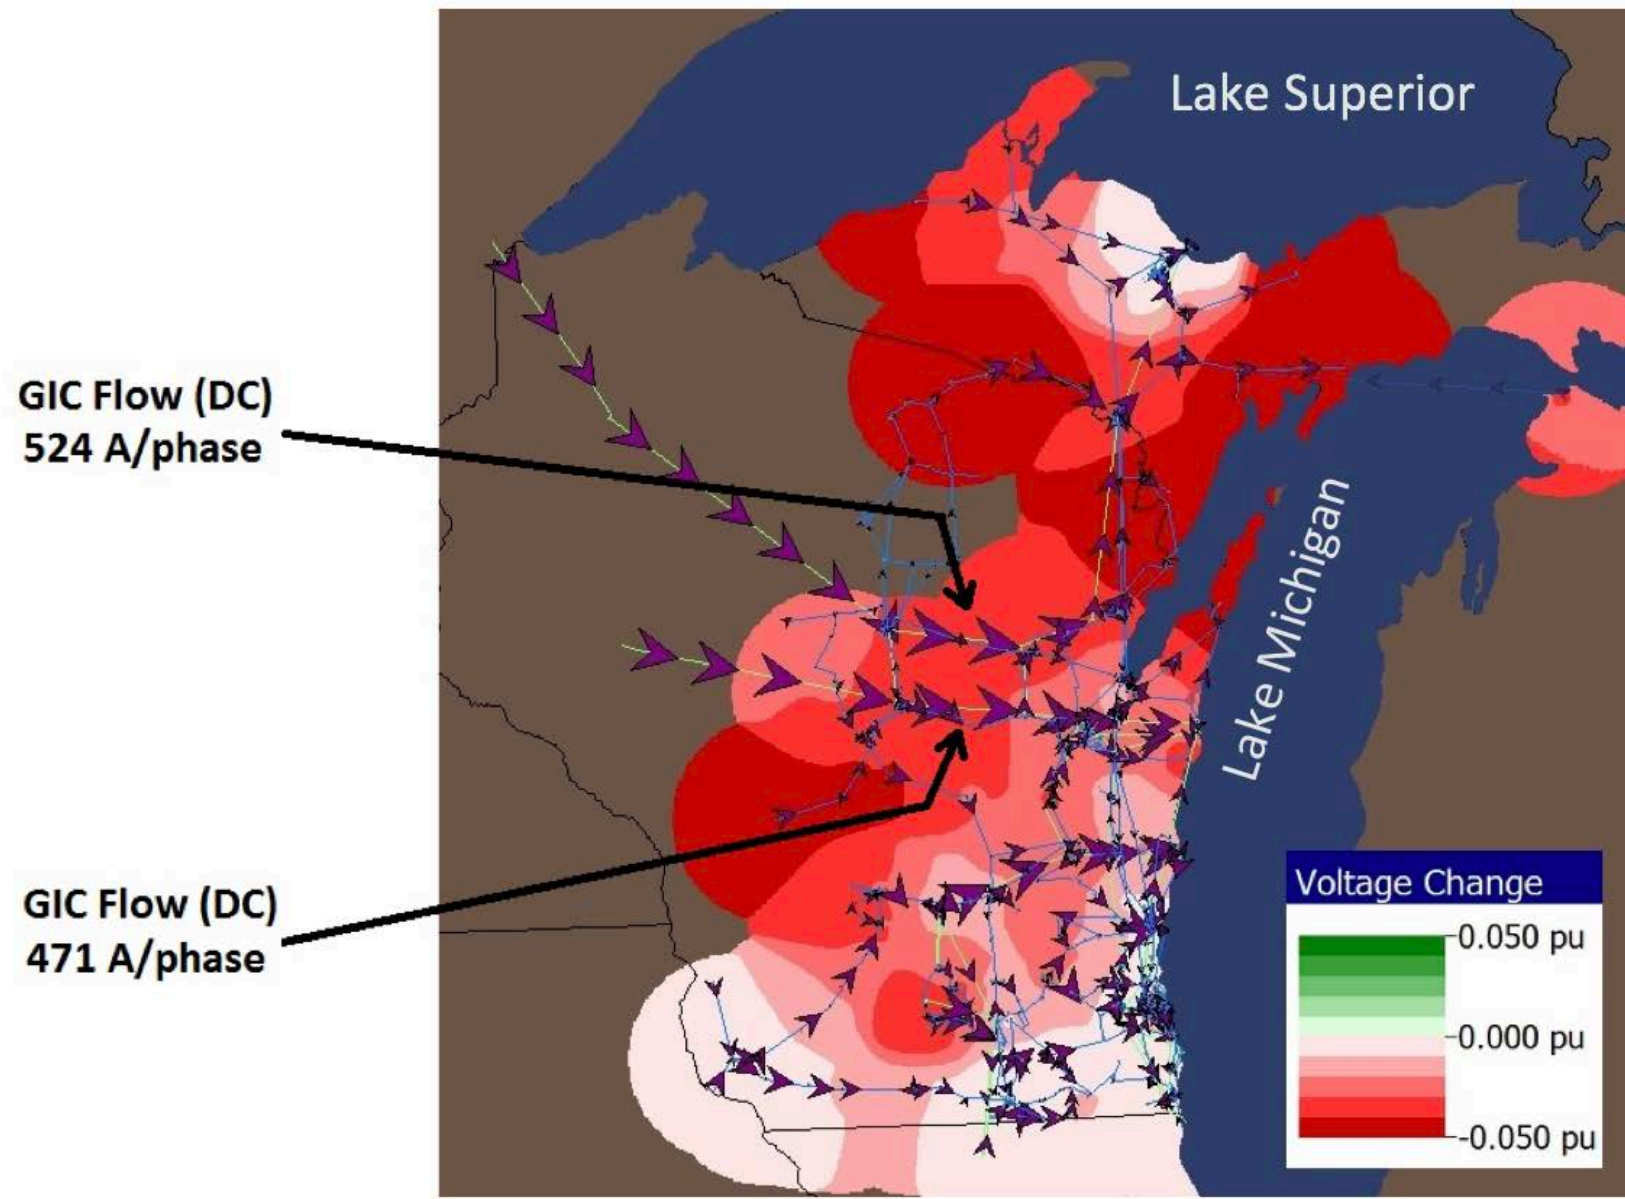 Lake Superior
GIC Flow (DC)
524 A/phase
Lake Michigan
GIC Flow (DC)
471 A/phase
Voltage Change
0.050 pu
0.000 pu
-0.050 pu